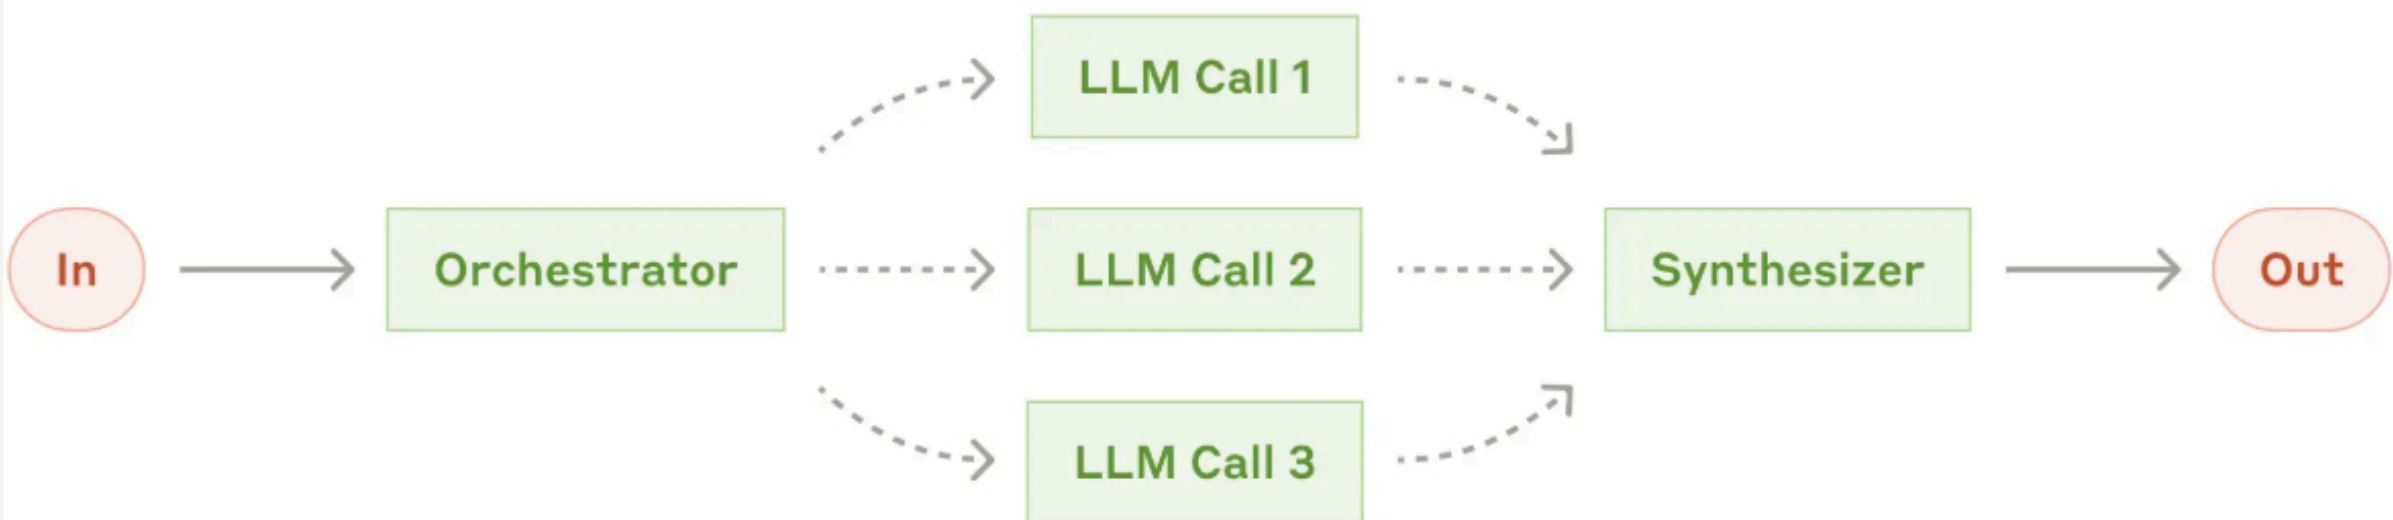 In
Orchestrator
LLM Call 1
LLM Call 2
LLM Call 3
Synthesizer
Out